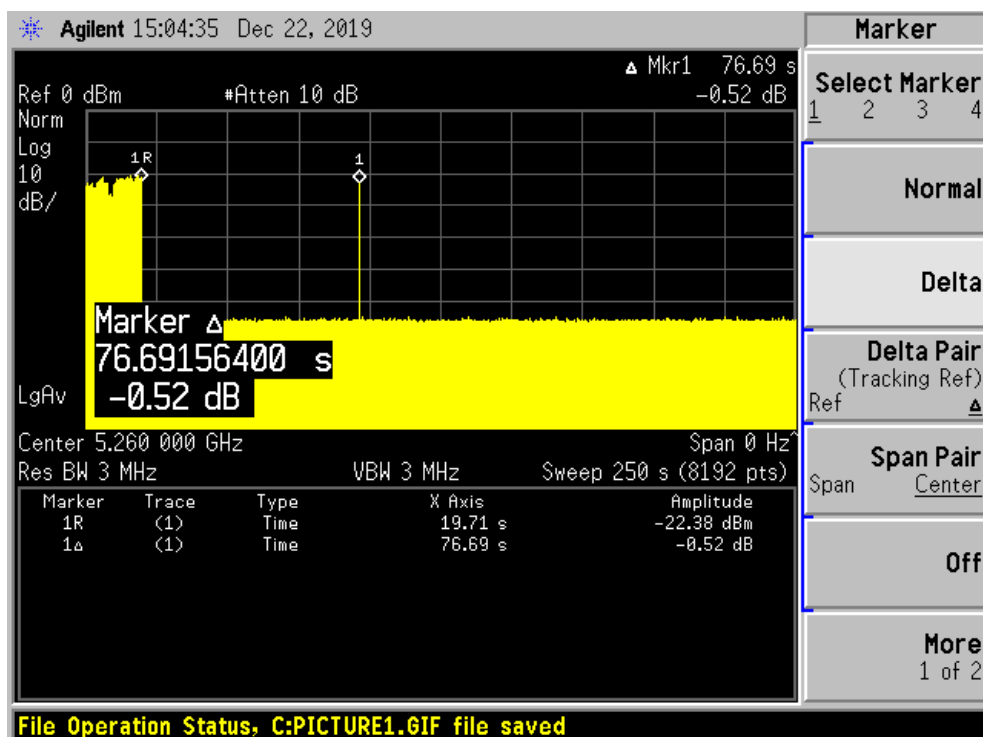 Agilent 15:04:35 Dec 22, 2019
Marker
Δ Mkr1 76.69 s
Ref 0 dBm #Atten 10 dB -0.52 dB
Select Marker
1 2 3 4
Norm
Log
10
dB/
1R
1
Normal
Delta
Marker Δ
76.69156400 s
-0.52 dB
LgAv
Delta Pair
(Tracking Ref)
Ref Δ
Center 5.260 000 GHz Span 0 Hz^
Res BW 3 MHz VBW 3 MHz Sweep 250 s (8192 pts)
Span Pair
Span Center
Marker Trace Type X Axis Amplitude
1R (1) Time 19.71 s -22.38 dBm
1Δ (1) Time 76.69 s -0.52 dB
Off
More
1 of 2
File Operation Status, C:PICTURE1.GIF file saved